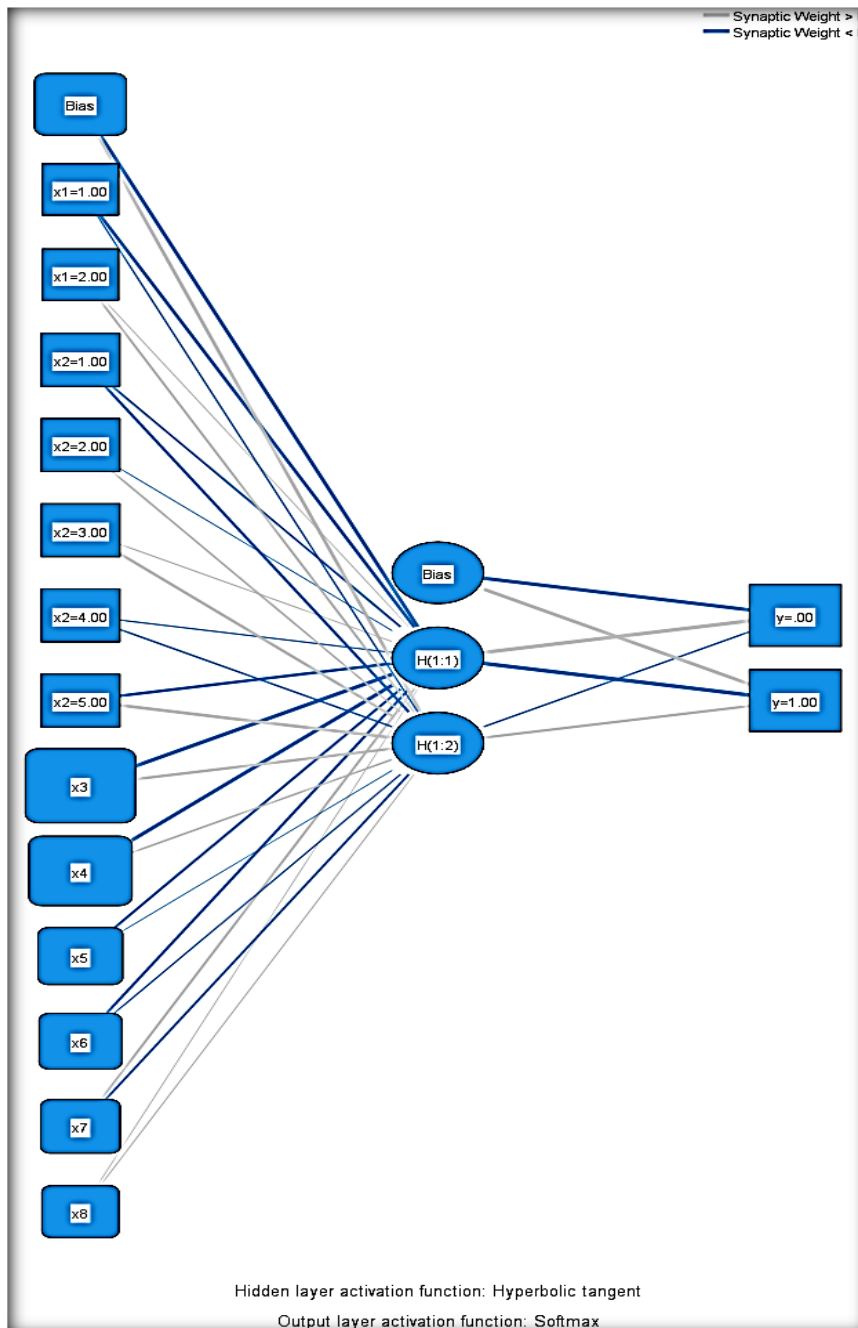 Synaptic Weight >
Synaptic Weight <
Bias
x1=1.00
x1=2.00
x2=1.00
x2=2.00
x2=3.00
x2=4.00
x2=5.00
x3
x4
x5
x6
x7
x8
Bias
H(1:1)
H(1:2)
y=.00
y=1.00
Hidden layer activation function: Hyperbolic tangent
Output layer activation function: Softmax